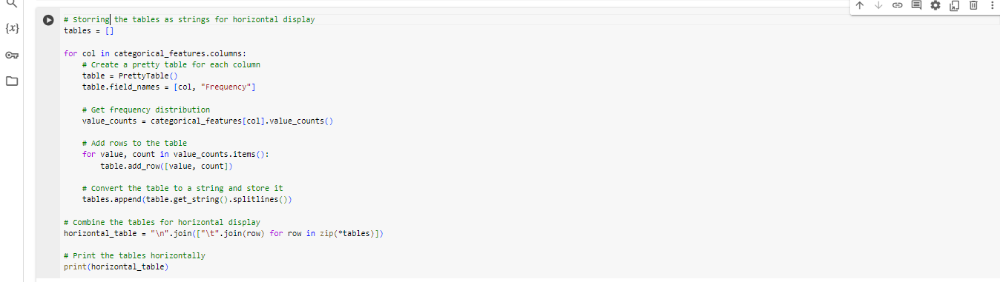 {x}
# Storring the tables as strings for horizontal display
tables = []
for col in categorical_features.columns:
    # Create a pretty table for each column
    table = PrettyTable()
    table.field_names = [col, "Frequency"]
    # Get frequency distribution
    value_counts = categorical_features[col].value_counts()
    # Add rows to the table
    for value, count in value_counts.items():
        table.add_row([value, count])
    # Convert the table to a string and store it
    tables.append(table.get_string().splitlines())
# Combine the tables for horizontal display
horizontal_table = "\n".join(["\t".join(row) for row in zip(*tables)])
# Print the tables horizontally
print(horizontal_table)